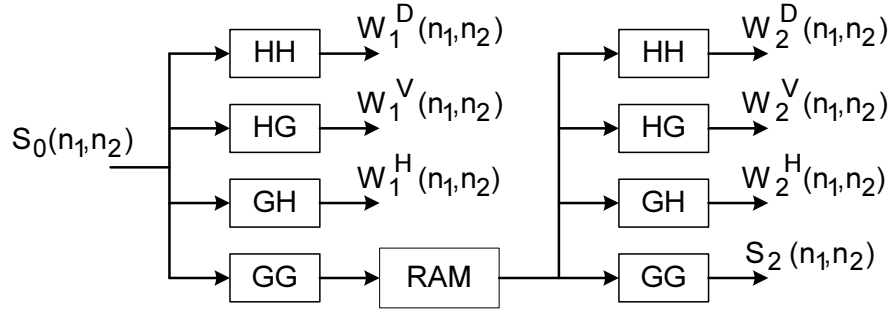 HH W₁ᴰ(n₁,n₂) HH W₂ᴰ(n₁,n₂)
HG W₁ⱽ(n₁,n₂) HG W₂ⱽ(n₁,n₂)
S₀(n₁,n₂)
GH W₁ᴴ(n₁,n₂) GH W₂ᴴ(n₁,n₂)
GG RAM GG S₂(n₁,n₂)